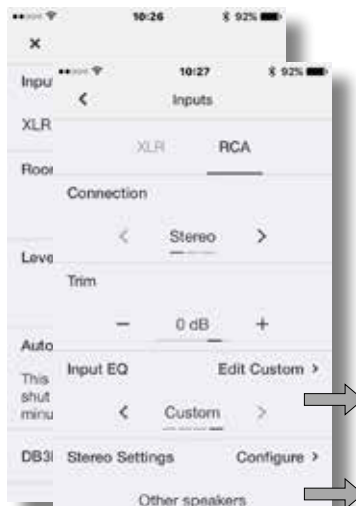 10:26
92%
×
Inpu
XLR
Room
Leve
Auto
This
shut
minu
DB3
10:27
92%
<
Inputs
XLR
RCA
Connection
< Stereo >
Trim
− 0 dB +
Input EQ
Edit Custom >
< Custom >
Stereo Settings
Configure >
Other speakers